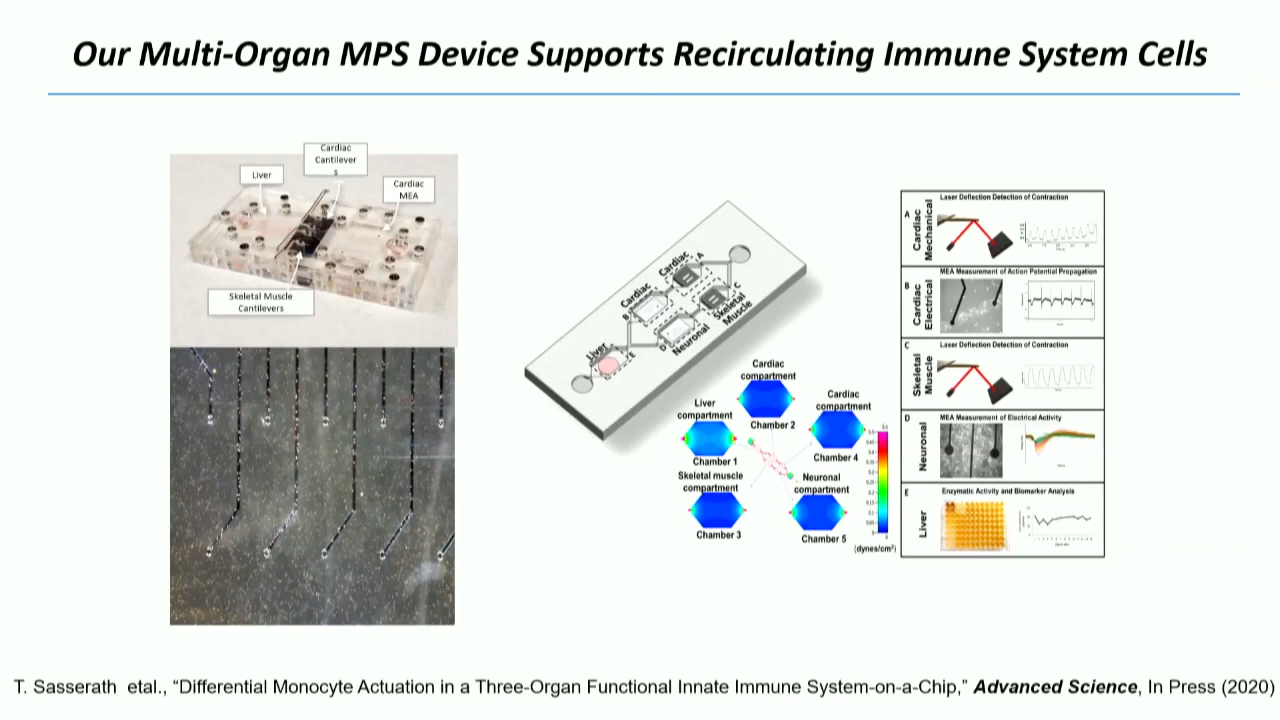 Our Multi-Organ MPS Device Supports Recirculating Immune System Cells
Cardiac
Cantilever
s
Liver
Cardiac
MEA
Skeletal Muscle
Cantilevers
Cardiac
A
Cardiac
B
C
Skeletal
Muscle
D
Neuronal
Liver
E
Cardiac
compartment
Chamber 2
Liver
compartment
Chamber 1
Cardiac
compartment
Chamber 4
Skeletal muscle
compartment
Chamber 3
Neuronal
compartment
Chamber 5
(dynes/cm²)
A
Cardiac
Mechanical
Laser Deflection Detection of Contraction
B
Cardiac
Electrical
MEA Measurement of Action Potential Propagation
C
Skeletal
Muscle
Laser Deflection Detection of Contraction
D
Neuronal
MEA Measurement of Electrical Activity
E
Liver
Enzymatic Activity and Biomarker Analysis
T. Sasserath etal., “Differential Monocyte Actuation in a Three-Organ Functional Innate Immune System-on-a-Chip,” Advanced Science, In Press (2020)